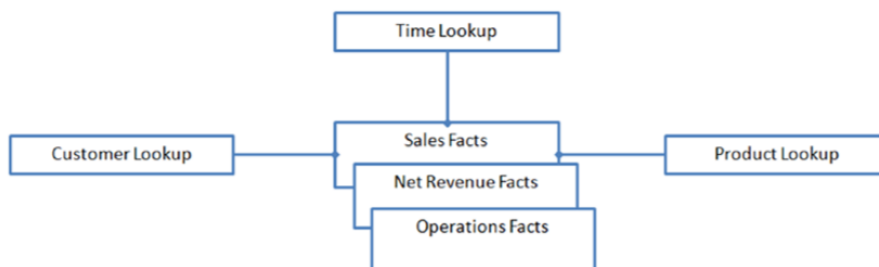 Time Lookup
Customer Lookup
Sales Facts
Product Lookup
Net Revenue Facts
Operations Facts